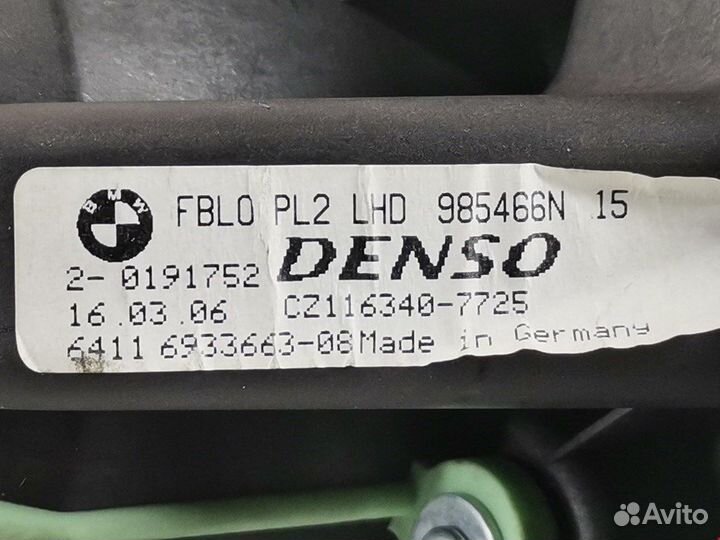 BMW
FBLO PL2 LHD 985466N 15
2- 0191752 DENSO
16.03.06 CZ116340-7725
6411 6933663-08 Made in Germany
Avito